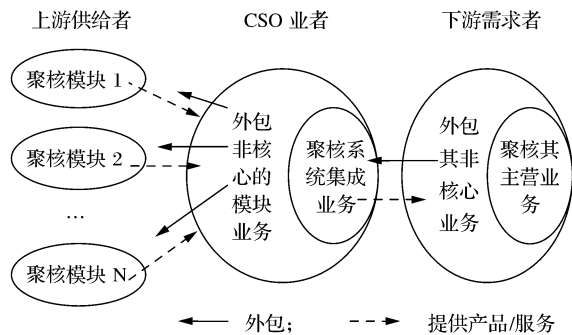 上游供给者
CSO 业者
下游需求者
聚核模块 1
聚核模块 2
…
聚核模块 N
外包
非核
心的
模块
业务
聚核系
统集成
业务
外包
其非
核心
业务
聚核其
主营业
务
外包；
提供产品/服务